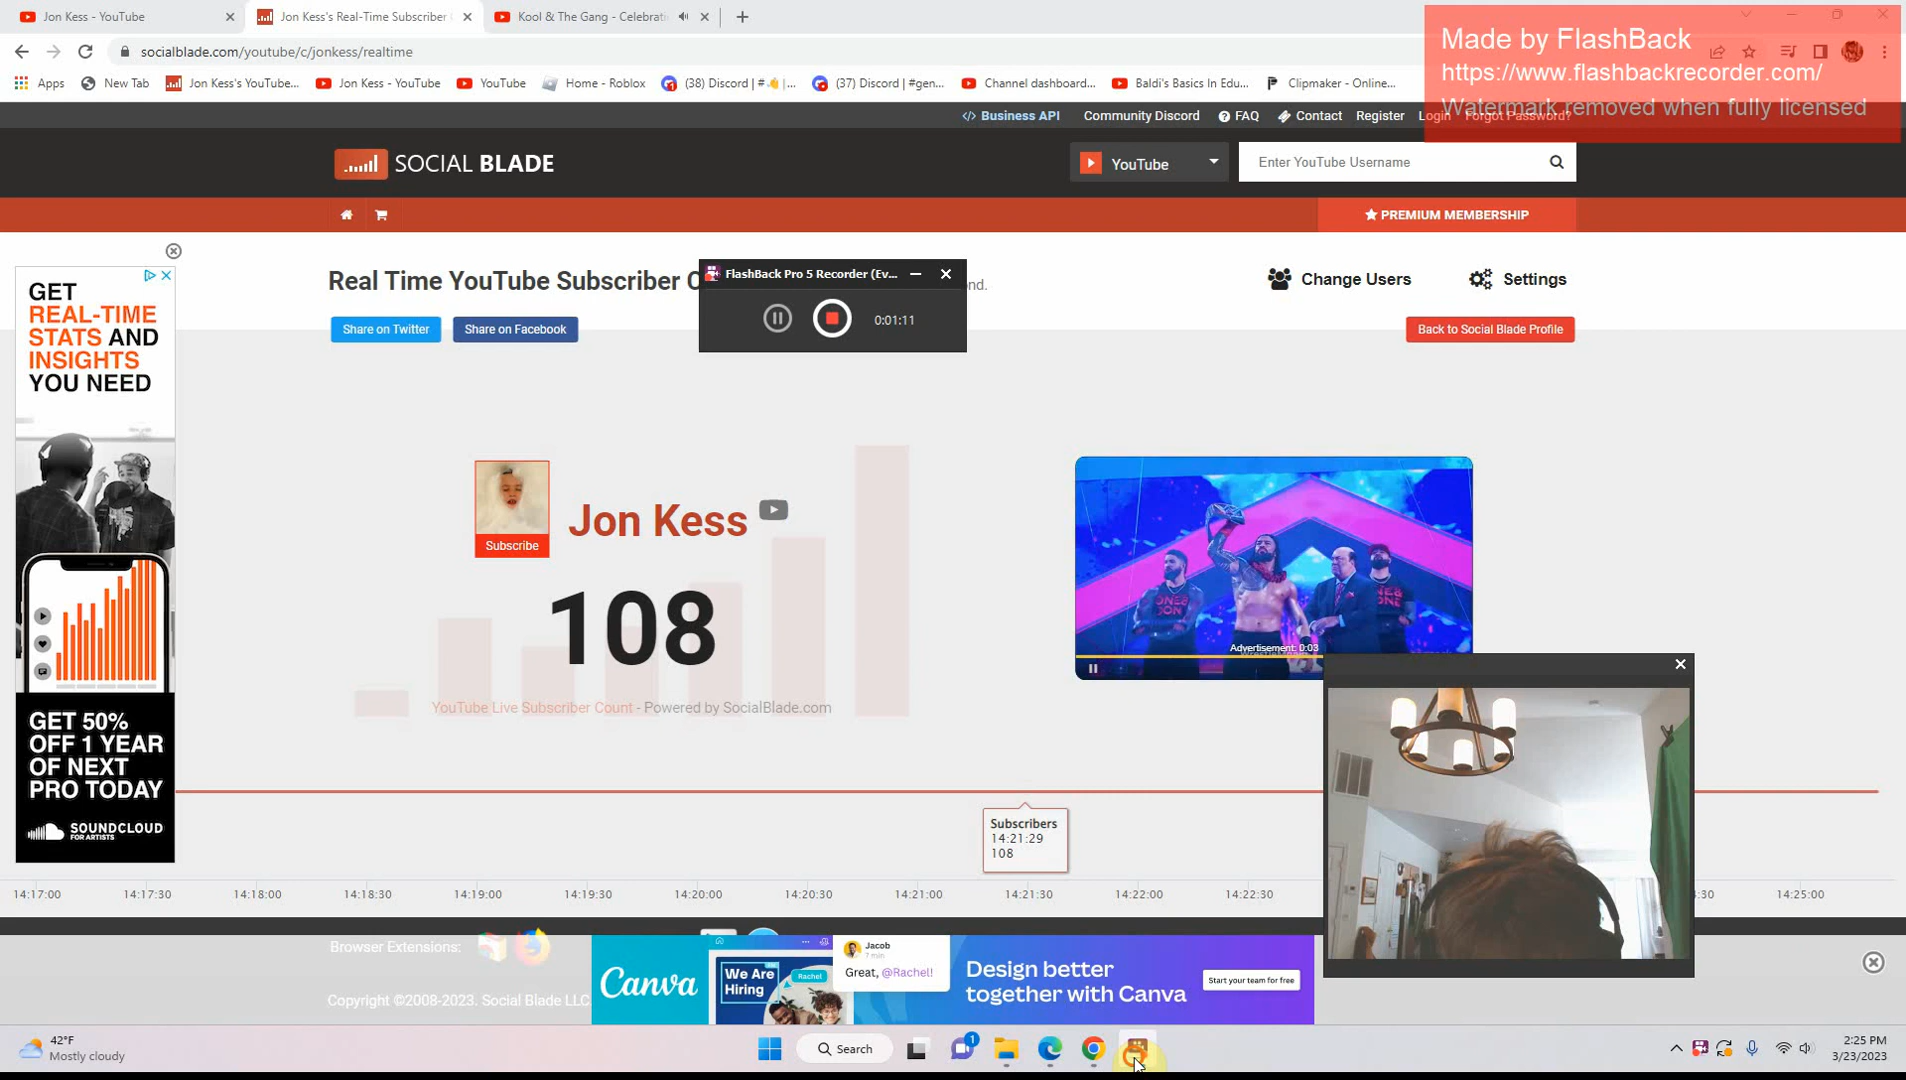 Jon Kess - YouTube
Jon Kess's Real-Time Subscriber
Kool & The Gang - Celebrati
socialblade.com/youtube/c/jonkess/realtime
Made by FlashBack
https://www.flashbackrecorder.com/
Watermark removed when fully licensed
Apps
New Tab
Jon Kess's YouTube...
Jon Kess - YouTube
YouTube
Home - Roblox
(38) Discord | #👋|...
(37) Discord | #gen...
Channel dashboard...
Baldi's Basics In Edu...
Clipmaker - Online...
</> Business API
Community Discord
FAQ
Contact
Register
Login
Forgot Password?
SOCIAL BLADE
YouTube
Enter YouTube Username
PREMIUM MEMBERSHIP
Real Time YouTube Subscriber C
nd.
FlashBack Pro 5 Recorder (Ev...
0:01:11
Change Users
Settings
Share on Twitter
Share on Facebook
Back to Social Blade Profile
GET
REAL-TIME
STATS AND
INSIGHTS
YOU NEED
Jon Kess
Subscribe
108
YouTube Live Subscriber Count - Powered by SocialBlade.com
Advertisement: 0:03
GET 50%
OFF 1 YEAR
OF NEXT
PRO TODAY
SOUNDCLOUD
FOR ARTISTS
Subscribers
14:21:29
108
14:17:00
14:17:30
14:18:00
14:18:30
14:19:00
14:19:30
14:20:00
14:20:30
14:21:00
14:21:30
14:22:00
14:22:30
:30
14:25:00
Browser Extensions:
Copyright ©2008-2023. Social Blade LLC
Canva
We Are
Hiring
Rachel
Jacob
7 min
Great, @Rachel!
Design better
together with Canva
Start your team for free
42°F
Mostly cloudy
Search
1
2:25 PM
3/23/2023